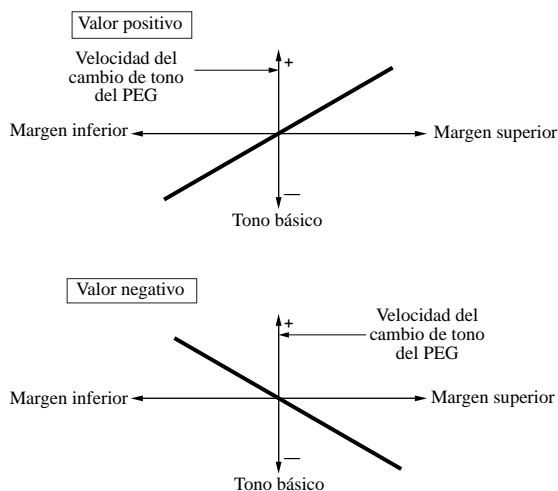 Valor positivo
Velocidad del
cambio de tono
del PEG
+
Margen inferior
Margen superior
—
Tono básico
Valor negativo
+
Velocidad del
cambio de tono
del PEG
Margen inferior
Margen superior
—
Tono básico